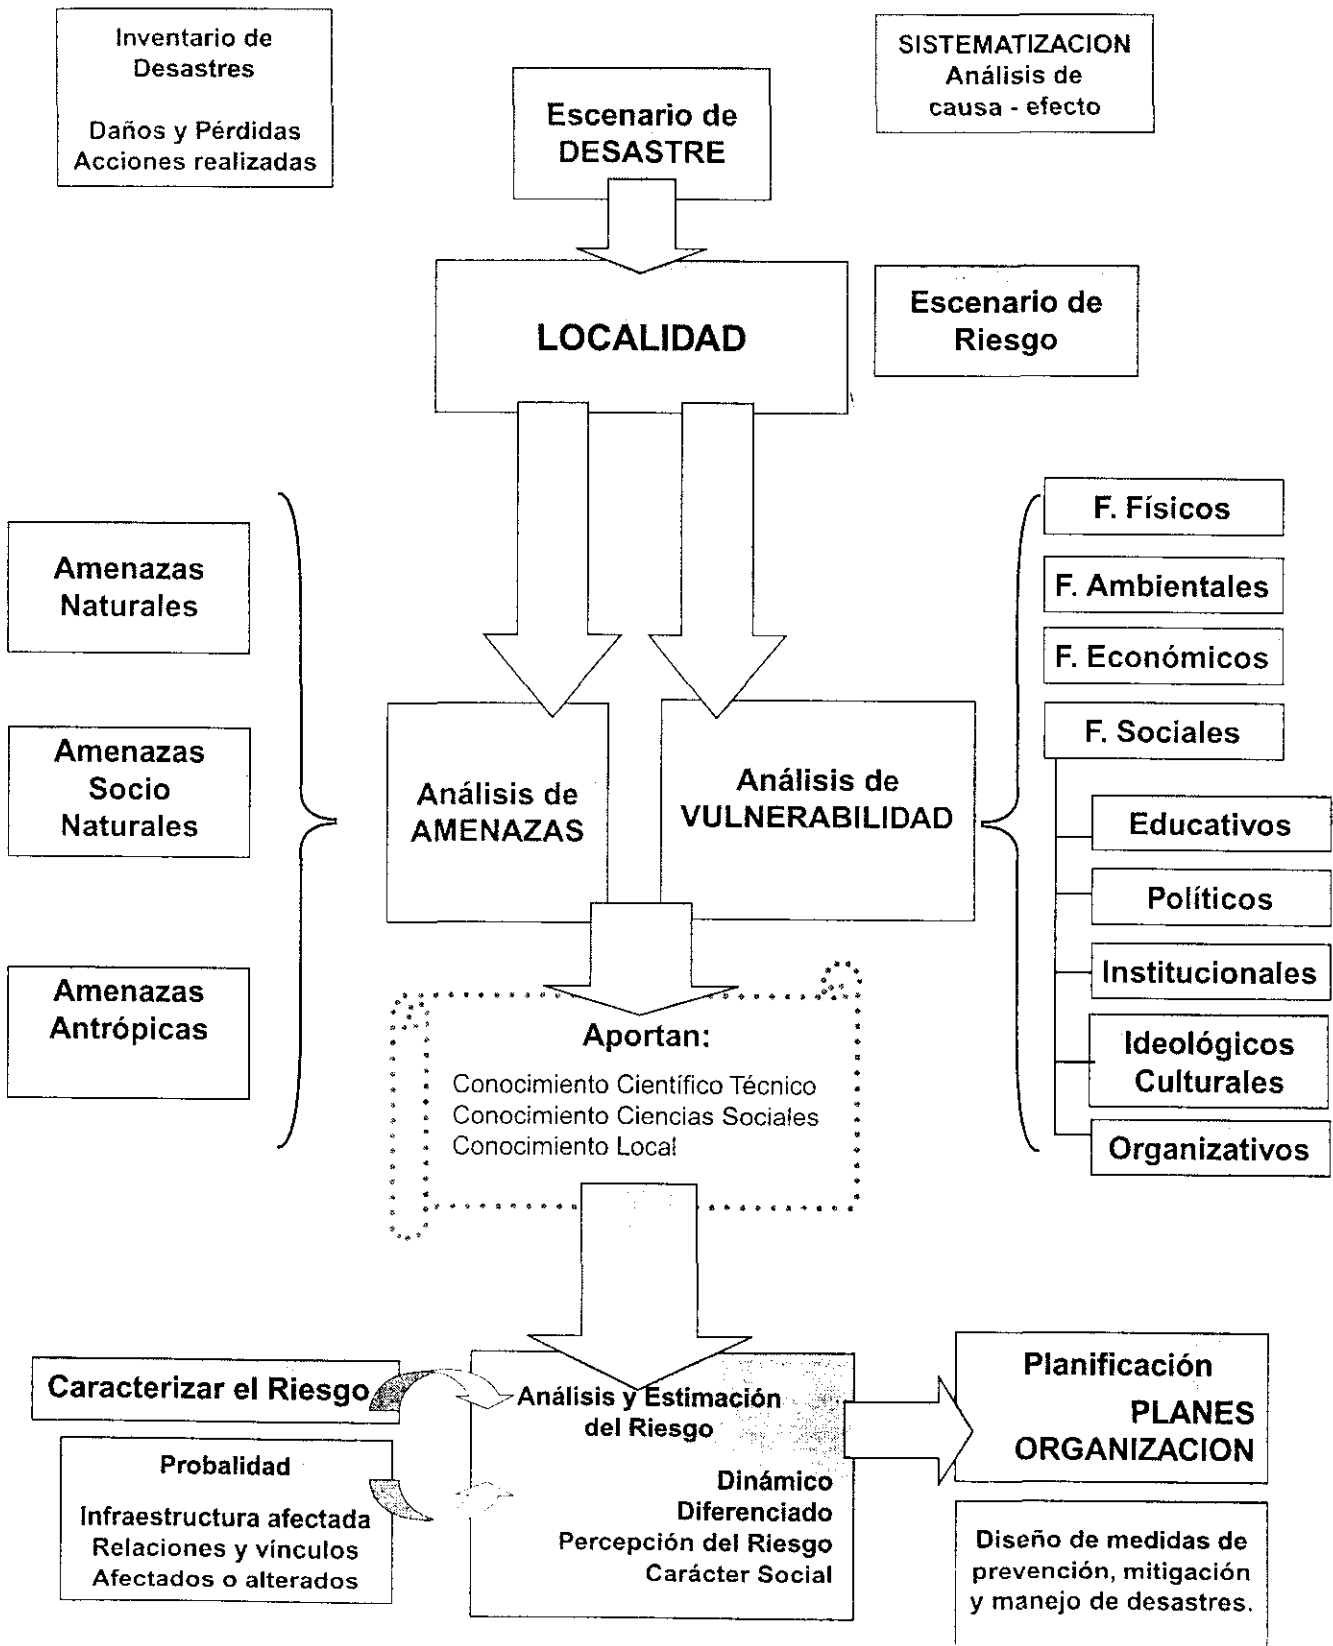 Inventario de
Desastres
Daños y Pérdidas
Acciones realizadas
Escenario de
DESASTRE
SISTEMATIZACION
Análisis de
causa - efecto
LOCALIDAD
Escenario de
Riesgo
Amenazas
Naturales
Amenazas
Socio
Naturales
Amenazas
Antrópicas
Análisis de
AMENAZAS
Análisis de
VULNERABILIDAD
F. Físicos
F. Ambientales
F. Económicos
F. Sociales
Educativos
Políticos
Institucionales
Ideológicos
Culturales
Organizativos
Aportan:
Conocimiento Científico Técnico
Conocimiento Ciencias Sociales
Conocimiento Local
Caracterizar el Riesgo
Probalidad
Infraestructura afectada
Relaciones y vínculos
Afectados o alterados
Análisis y Estimación
del Riesgo
Dinámico
Diferenciado
Percepción del Riesgo
Carácter Social
Planificación
PLANES
ORGANIZACION
Diseño de medidas de
prevención, mitigación
y manejo de desastres.